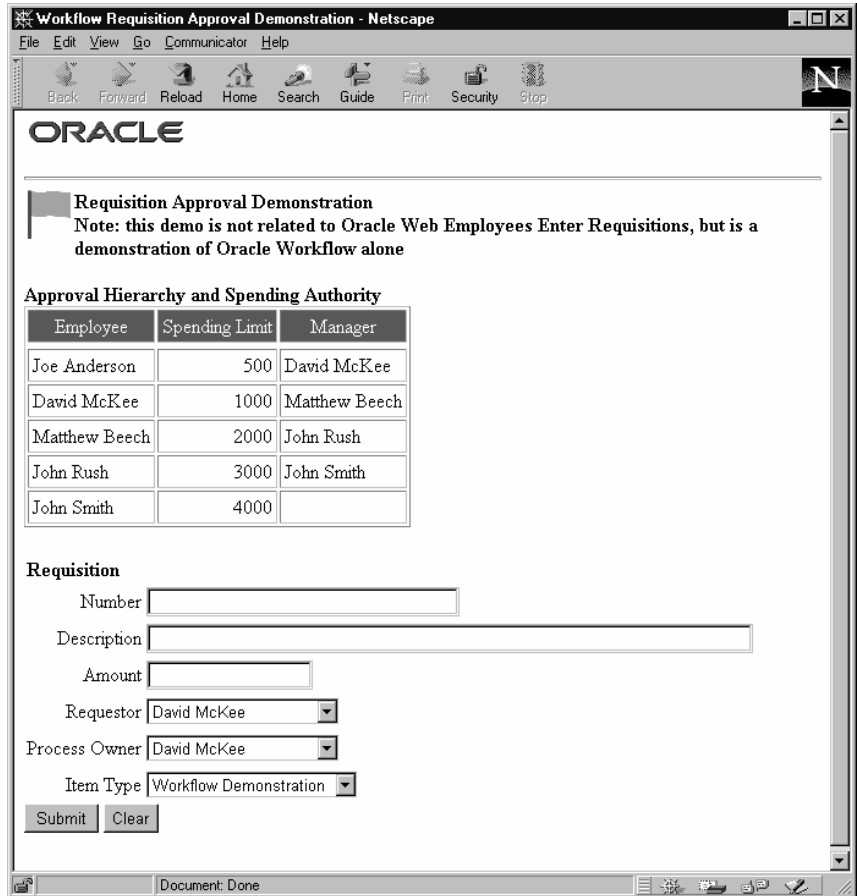 Workflow Requisition Approval Demonstration - Netscape
File Edit View Go Communicator Help
Back Forward Reload Home Search Guide Print Security Stop
N
ORACLE
Requisition Approval Demonstration
Note: this demo is not related to Oracle Web Employees Enter Requisitions, but is a
demonstration of Oracle Workflow alone
Approval Hierarchy and Spending Authority
Employee Spending Limit Manager
Joe Anderson 500 David McKee
David McKee 1000 Matthew Beech
Matthew Beech 2000 John Rush
John Rush 3000 John Smith
John Smith 4000
Requisition
Number
Description
Amount
Requestor David McKee
Process Owner David McKee
Item Type Workflow Demonstration
Submit Clear
Document: Done